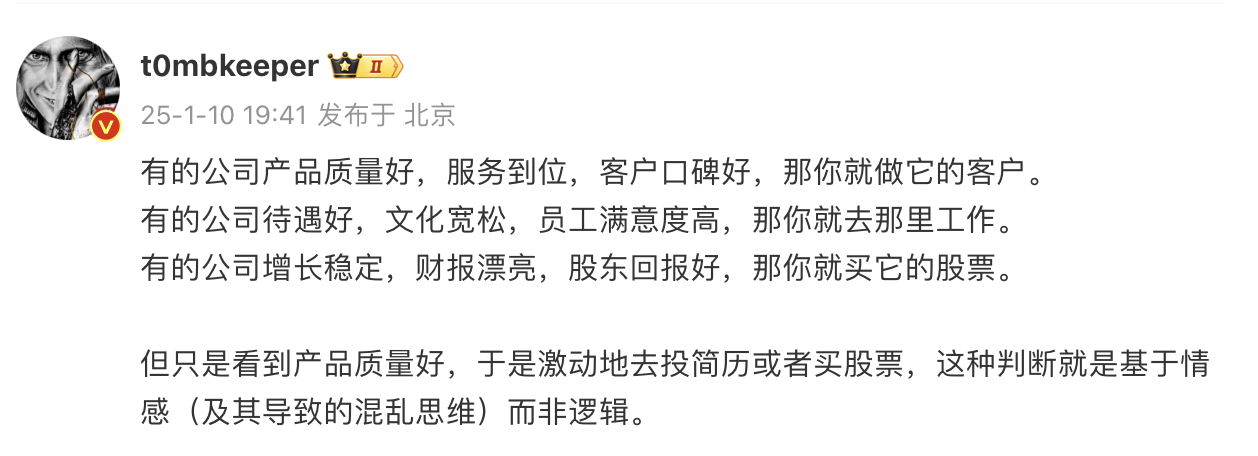 t0mbkeeper II
25-1-10 19:41 发布于 北京
有的公司产品质量好，服务到位，客户口碑好，那你就做它的客户。
有的公司待遇好，文化宽松，员工满意度高，那你就去那里工作。
有的公司增长稳定，财报漂亮，股东回报好，那你就买它的股票。
但只是看到产品质量好，于是激动地去投简历或者买股票，这种判断就是基于情
感（及其导致的混乱思维）而非逻辑。